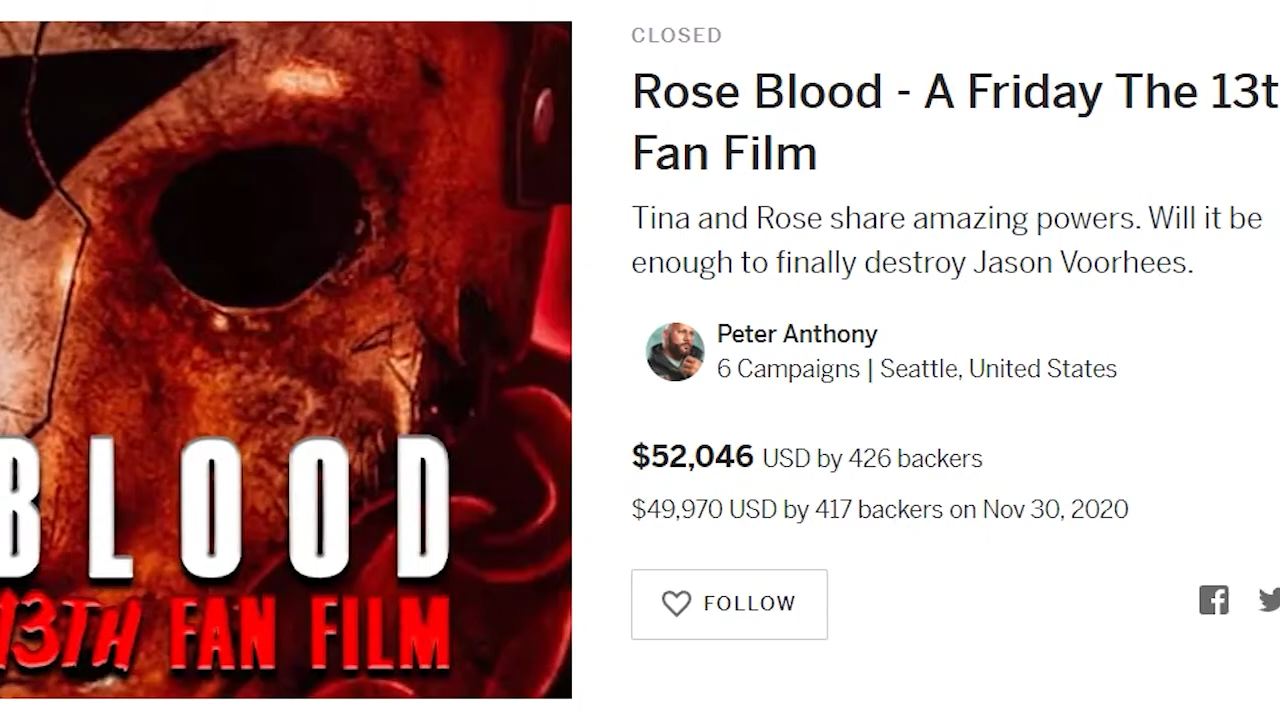 CLOSED
Rose Blood - A Friday The 13t
Fan Film
Tina and Rose share amazing powers. Will it be
enough to finally destroy Jason Voorhees.
Peter Anthony
6 Campaigns | Seattle, United States
$52,046 USD by 426 backers
$49,970 USD by 417 backers on Nov 30, 2020
FOLLOW
BLOOD
13TH FAN FILM